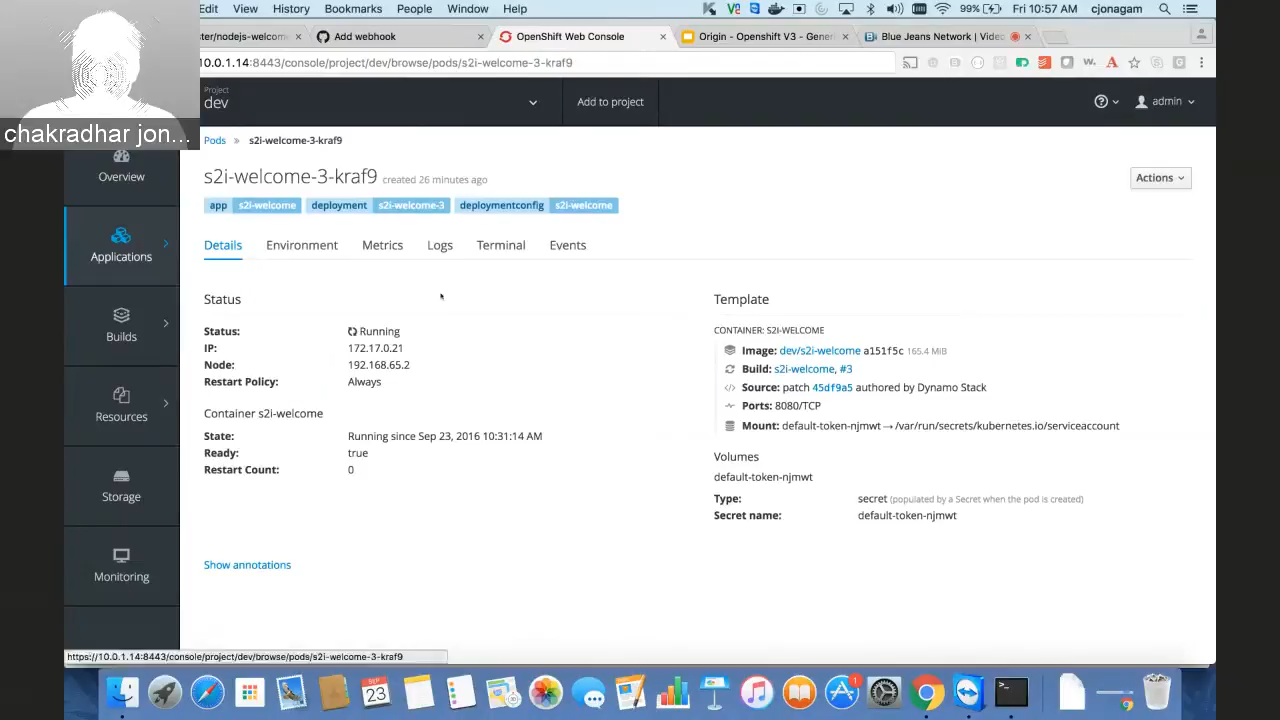 Edit View History Bookmarks People Window Help 99% Fri 10:57 AM cjonagam
ster/nodejs-welcome Add webhook OpenShift Web Console Origin - Openshift V3 - Generi Blue Jeans Network | Video
10.0.1.14:8443/console/project/dev/browse/pods/s2i-welcome-3-kraf9
Project
dev
Add to project
admin
chakradhar jon...
Pods » s2i-welcome-3-kraf9
s2i-welcome-3-kraf9 created 26 minutes ago
Actions
app s2i-welcome deployment s2i-welcome-3 deploymentconfig s2i-welcome
Details Environment Metrics Logs Terminal Events
Overview
Applications
Builds
Resources
Storage
Monitoring
Status
Status: Running
IP: 172.17.0.21
Node: 192.168.65.2
Restart Policy: Always
Container s2i-welcome
State: Running since Sep 23, 2016 10:31:14 AM
Ready: true
Restart Count: 0
Show annotations
Template
CONTAINER: S2I-WELCOME
Image: dev/s2i-welcome a151f5c 165.4 MiB
Build: s2i-welcome, #3
Source: patch 45df9a5 authored by Dynamo Stack
Ports: 8080/TCP
Mount: default-token-njmwt → /var/run/secrets/kubernetes.io/serviceaccount
Volumes
default-token-njmwt
Type: secret (populated by a Secret when the pod is created)
Secret name: default-token-njmwt
https://10.0.1.14:8443/console/project/dev/browse/pods/s2i-welcome-3-kraf9
SEP
23
1